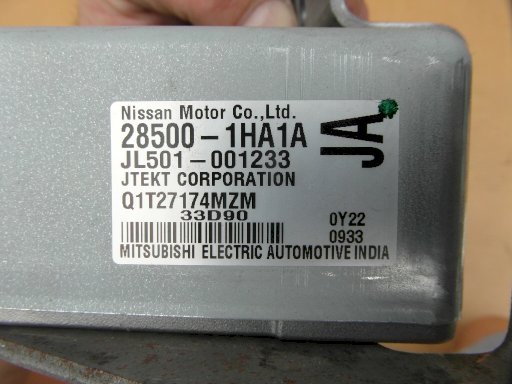 Nissan Motor Co.,Ltd.
28500-1HA1A
JA
JL501-001233
JTEKT CORPORATION
Q1T27174MZM
33D90
0Y22
0933
MITSUBISHI ELECTRIC AUTOMOTIVE INDIA